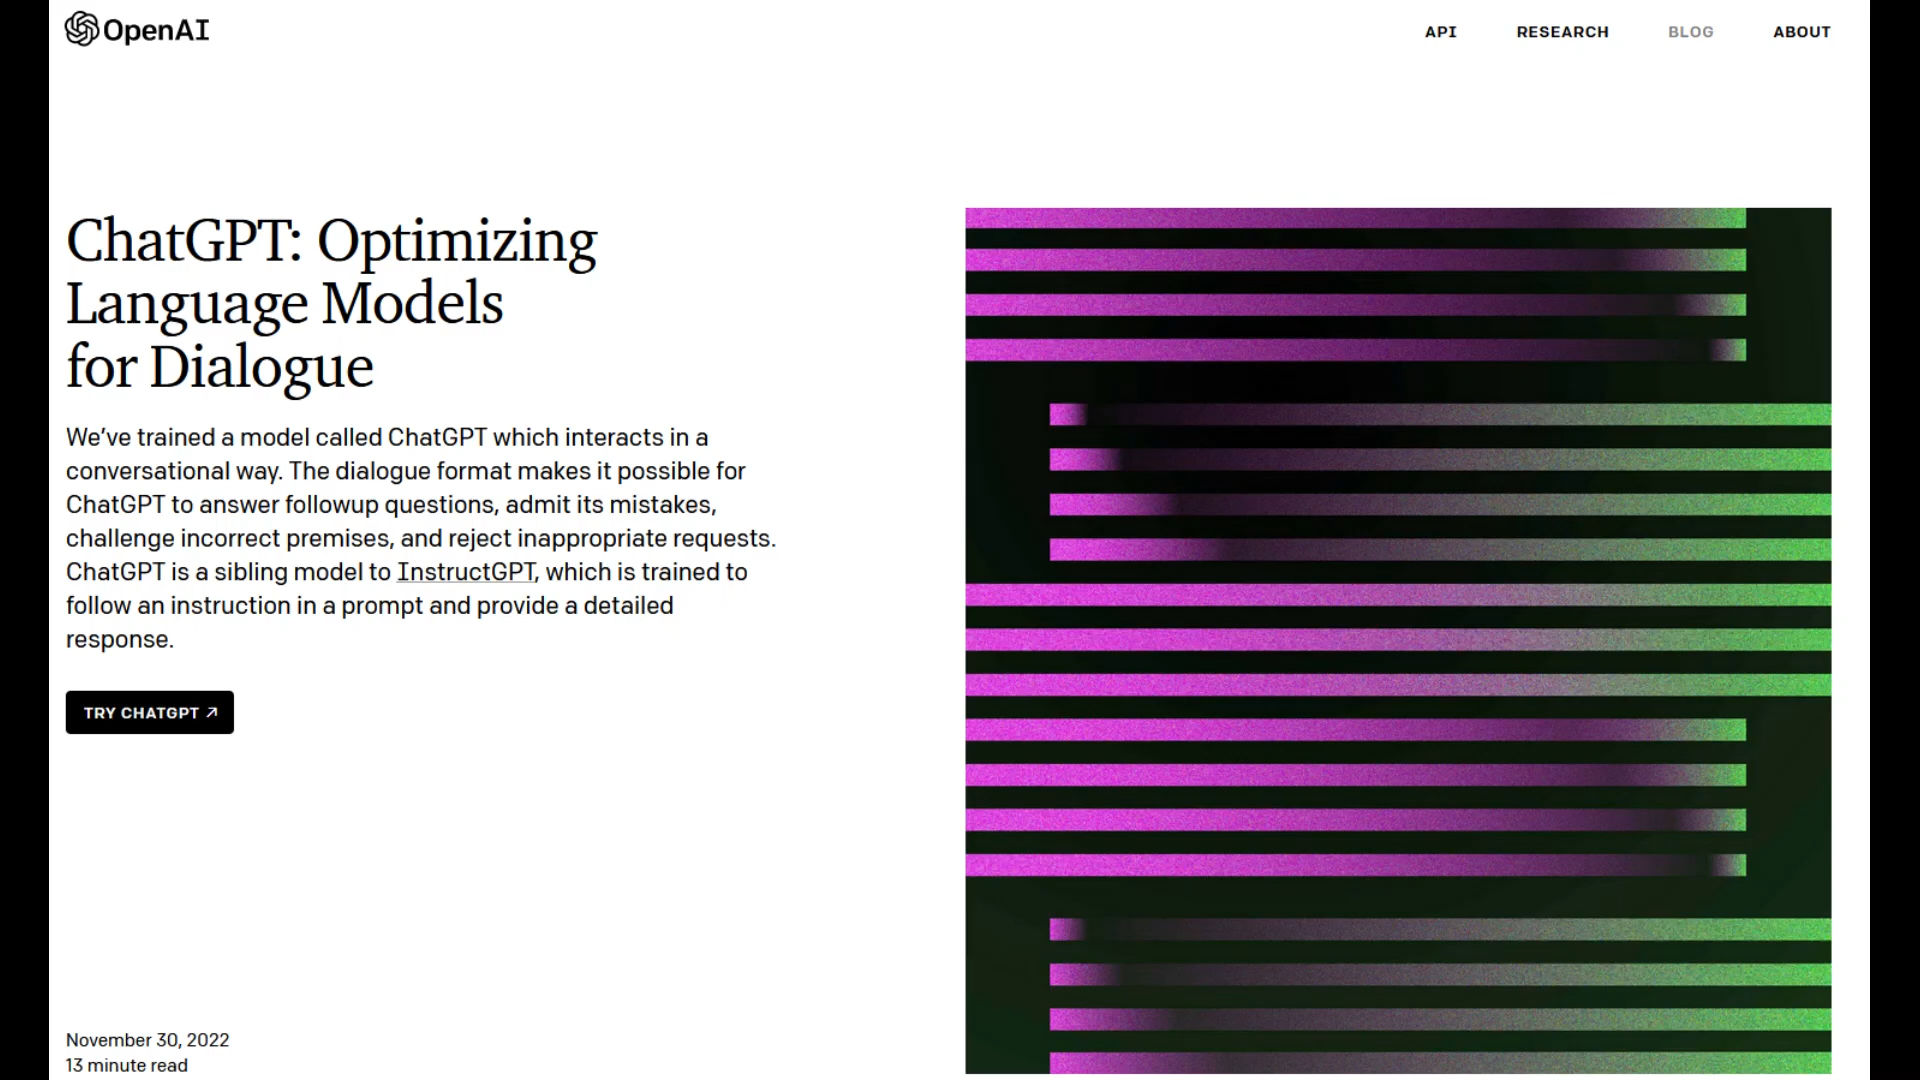 OpenAI
API RESEARCH BLOG ABOUT
ChatGPT: Optimizing
Language Models
for Dialogue
We’ve trained a model called ChatGPT which interacts in a
conversational way. The dialogue format makes it possible for
ChatGPT to answer followup questions, admit its mistakes,
challenge incorrect premises, and reject inappropriate requests.
ChatGPT is a sibling model to InstructGPT, which is trained to
follow an instruction in a prompt and provide a detailed
response.
TRY CHATGPT ↗
November 30, 2022
13 minute read